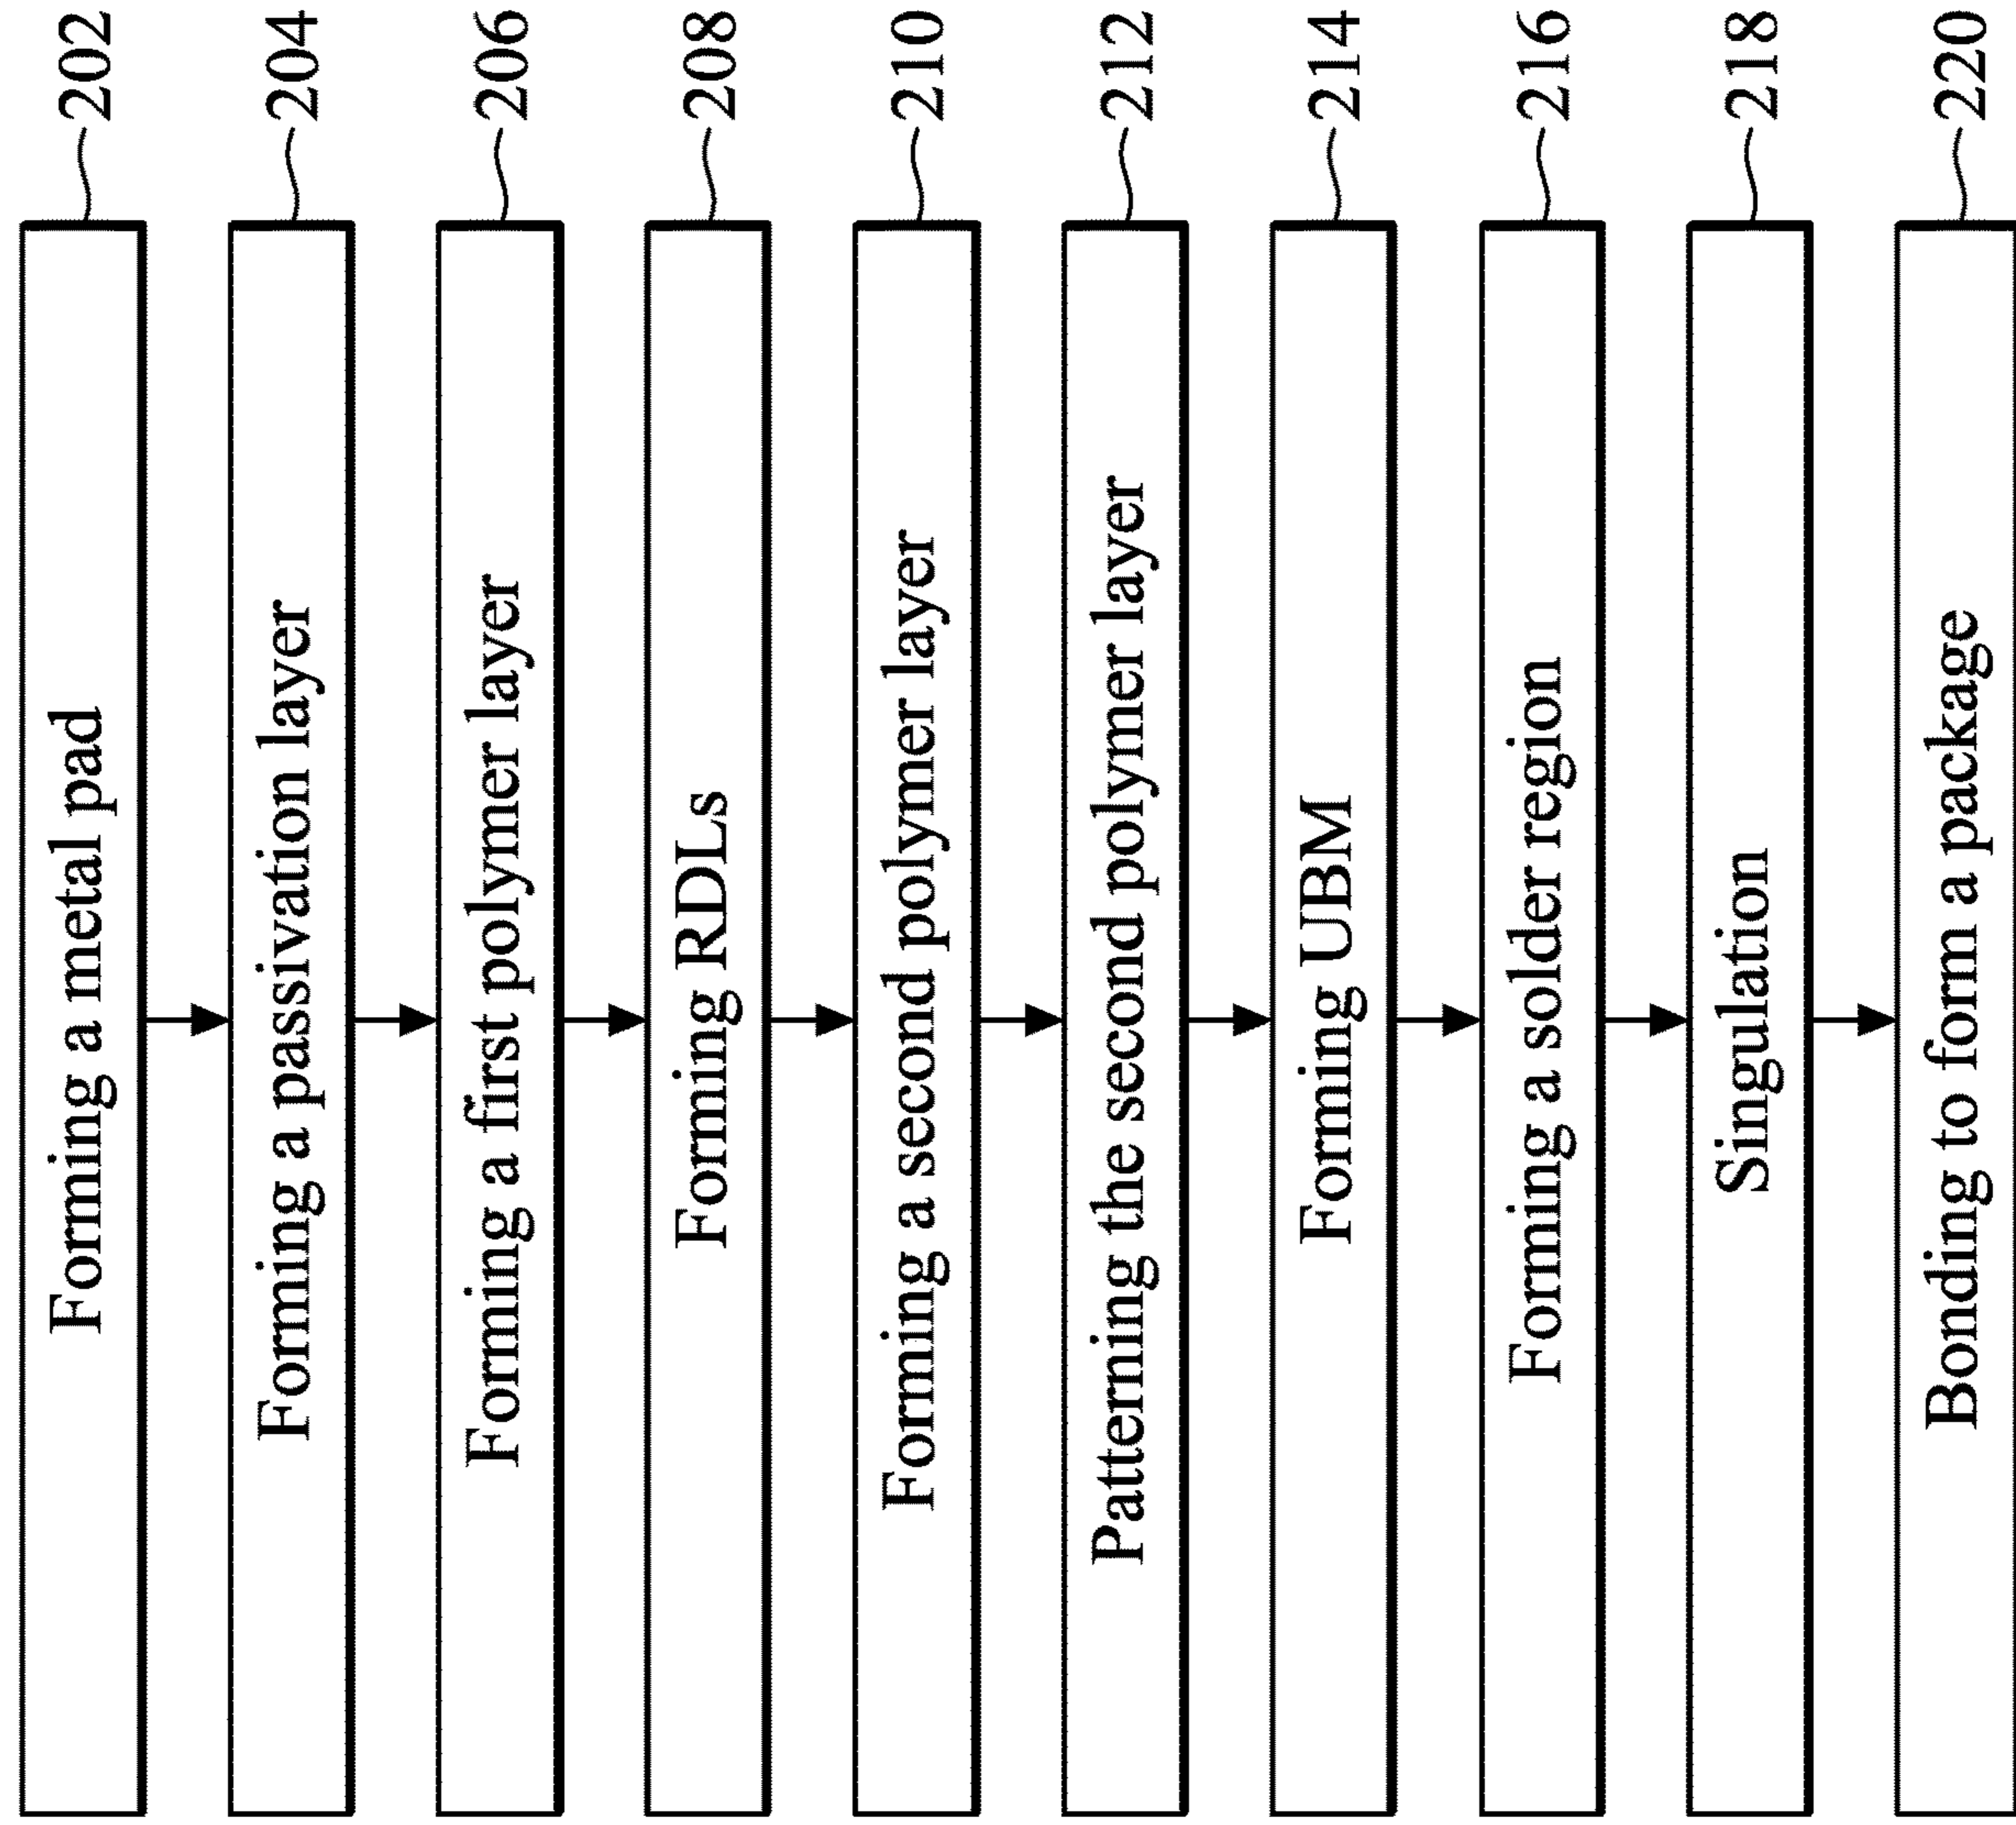 Forming a metal pad 202
Forming a passivation layer 204
Forming a first polymer layer 206
Forming RDLs 208
Forming a second polymer layer 210
Patterning the second polymer layer 212
Forming UBM 214
Forming a solder region 216
Singulation 218
Bonding to form a package 220